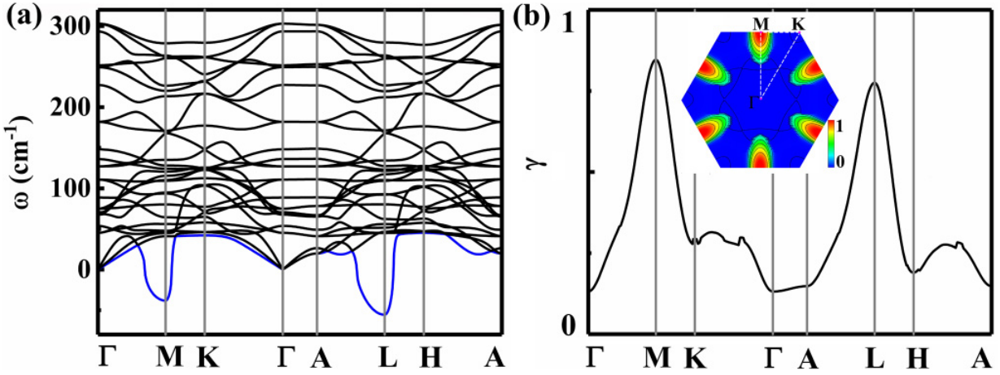 (a)
300
200
100
0
ω (cm⁻¹)
Γ M K Γ A L H A
(b)
1
γ
0
M K
Γ
1
0
Γ M K Γ A L H A